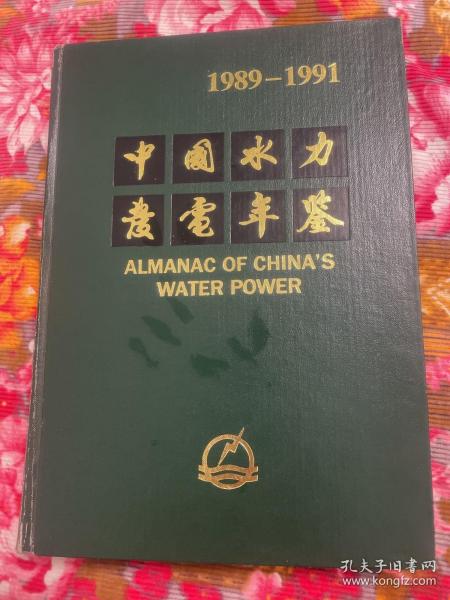 1989-1991
中國水力
發電年鉴
ALMANAC OF CHINA'S
WATER POWER
孔夫子旧书网
www.kongfz.com